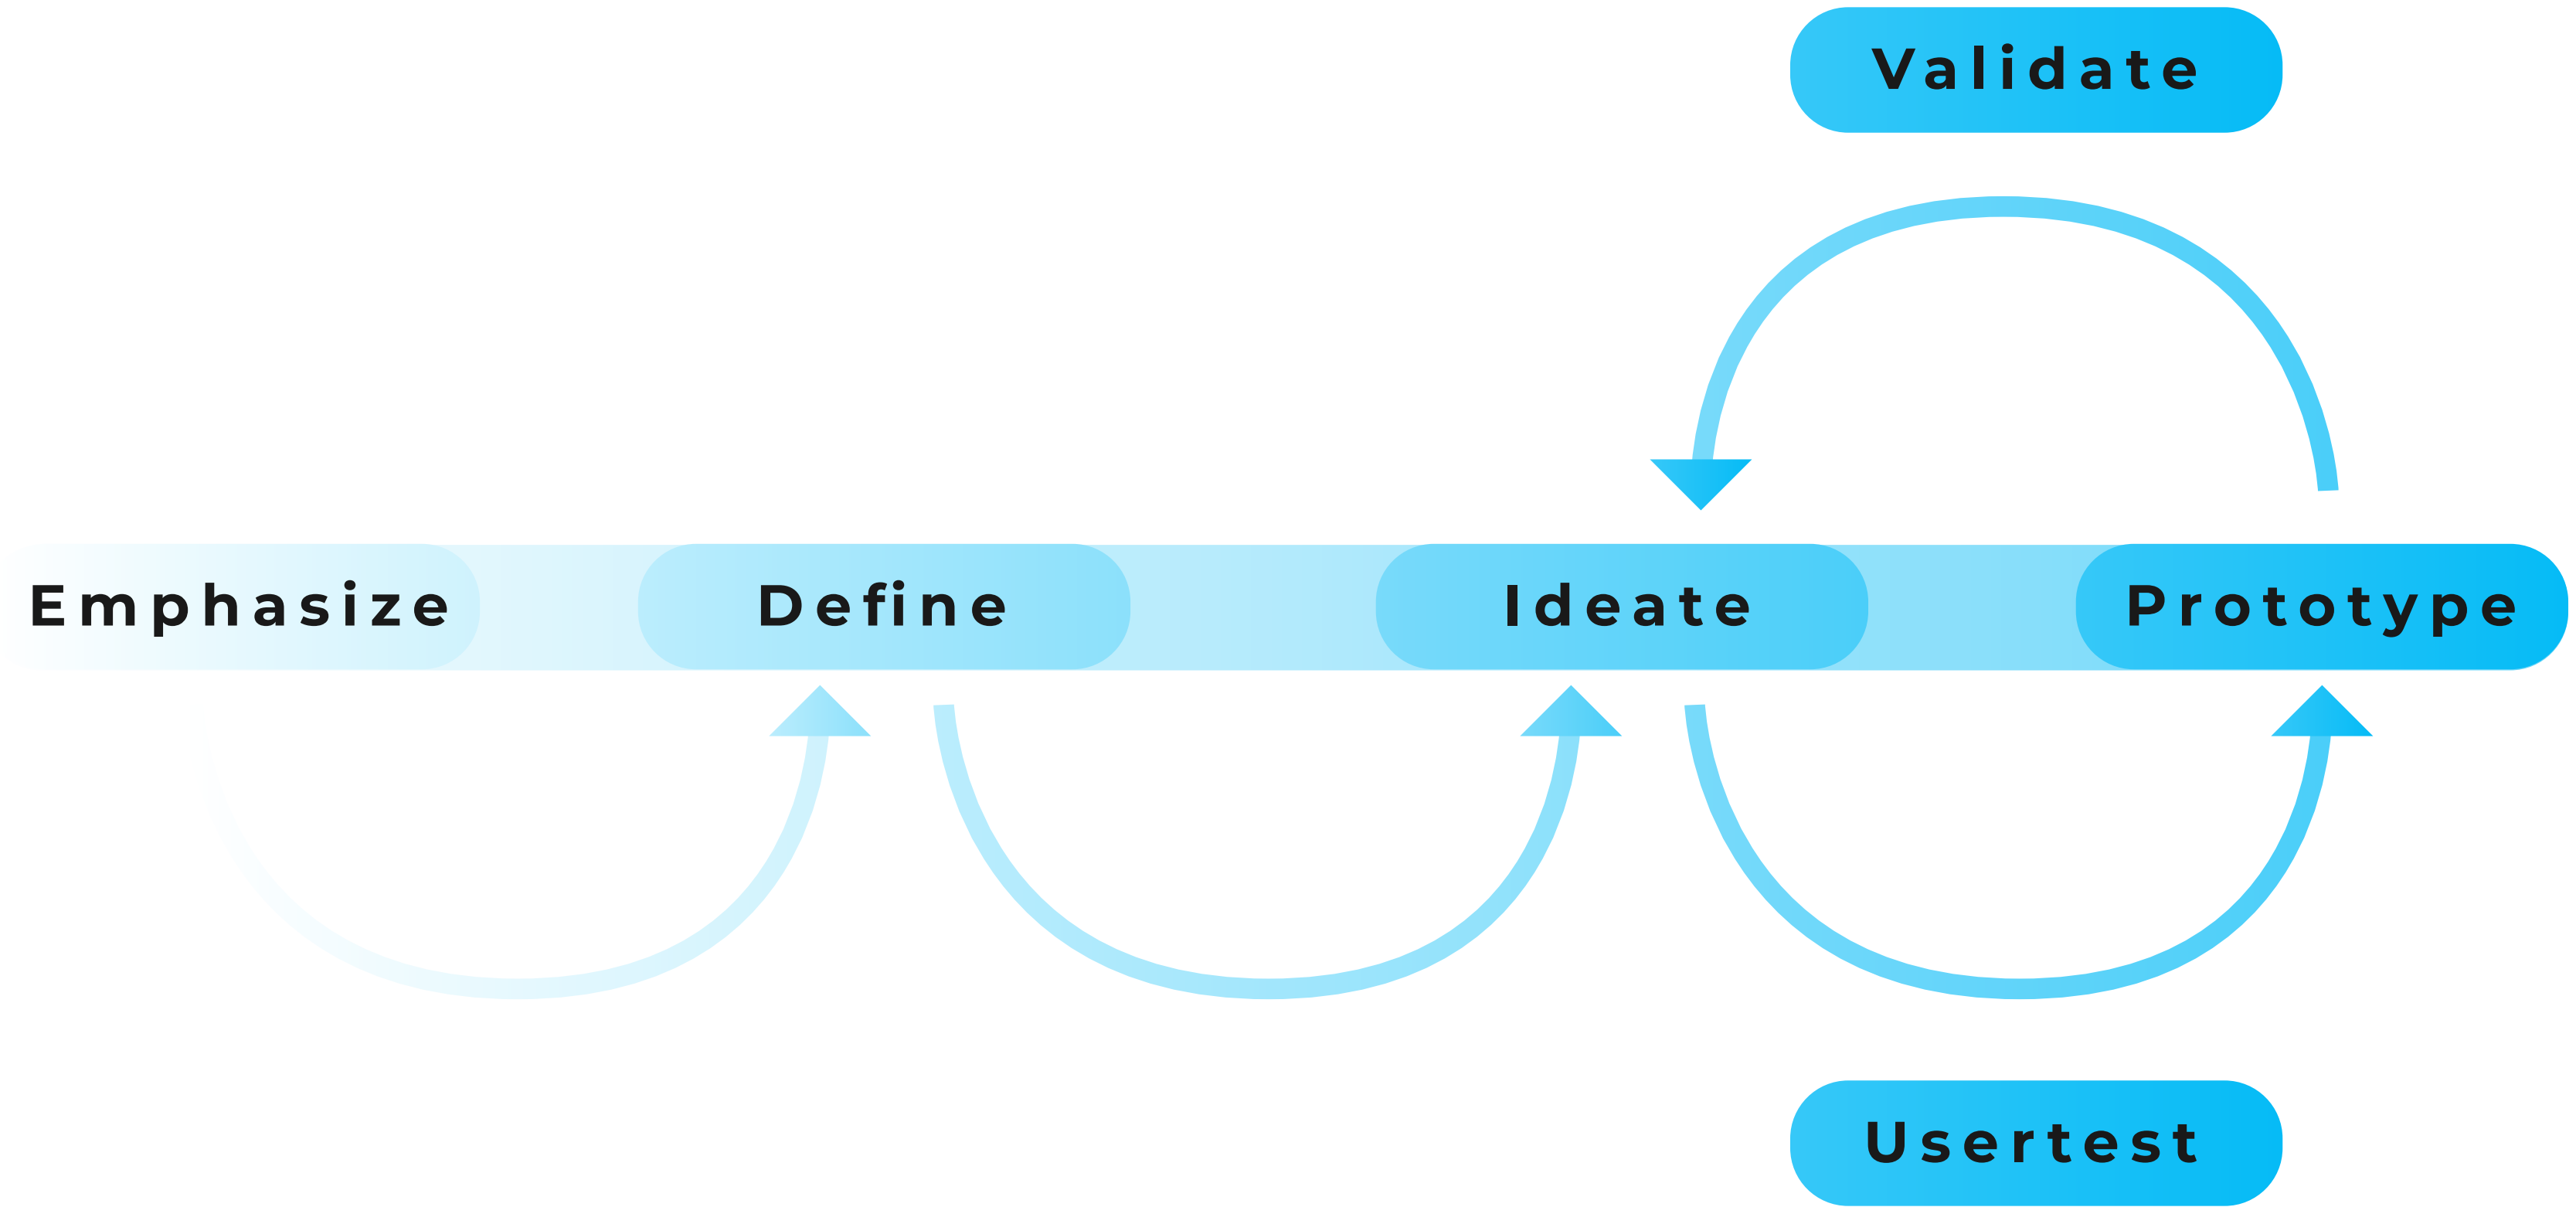 Validate
Emphasize
Define
Ideate
Prototype
Usertest